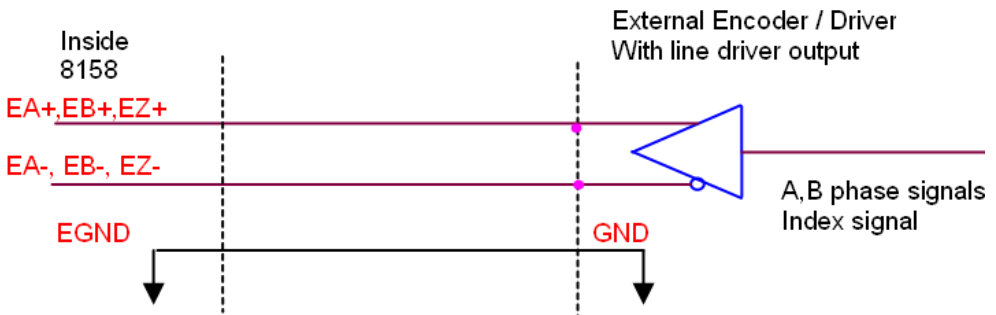 External Encoder / Driver
With line driver output
Inside
8158
EA+,EB+,EZ+
EA-, EB-, EZ-
A,B phase signals
Index signal
EGND
GND